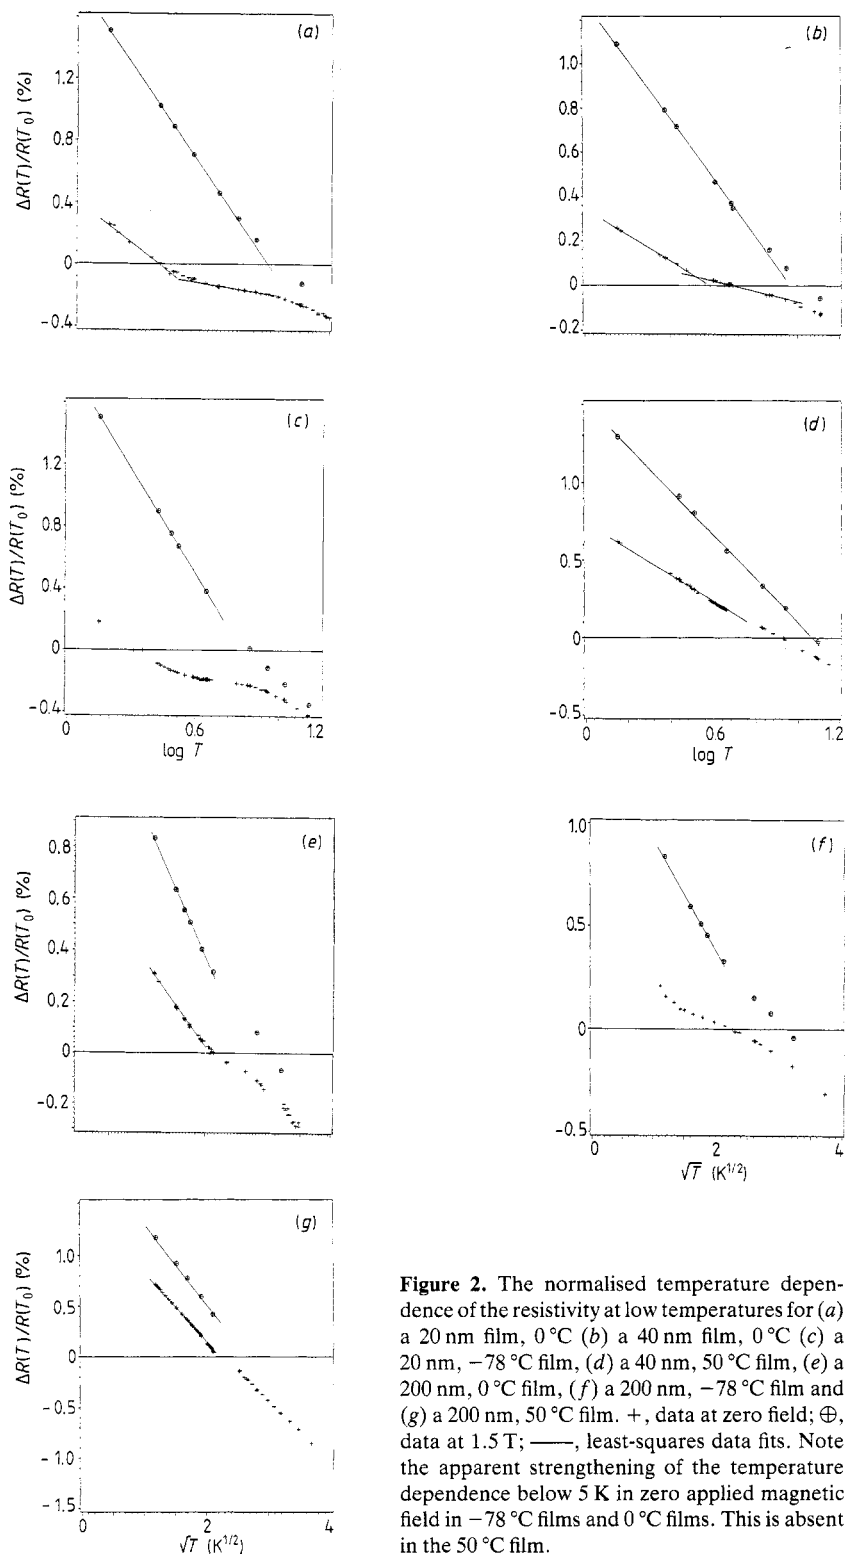 (a)
ΔR(T)/R(T₀) (%)
1.2
0.8
0.4
0
−0.4
(b)
1.0
0.8
0.6
0.4
0.2
0
−0.2
(c)
ΔR(T)/R(T₀) (%)
1.2
0.8
0.4
0
−0.4
0
0.6
1.2
log T
(d)
1.0
0.5
0
−0.5
0
0.6
1.2
log T
(e)
ΔR(T)/R(T₀) (%)
0.8
0.6
0.4
0.2
0
−0.2
(f)
1.0
0.5
0
−0.5
0
2
4
√T (K^1/2)
(g)
ΔR(T)/R(T₀) (%)
1.0
0.5
0
−0.5
−1.0
−1.5
0
2
4
√T (K^1/2)
Figure 2. The normalised temperature depen-
dence of the resistivity at low temperatures for (a)
a 20 nm film, 0 °C (b) a 40 nm film, 0 °C (c) a
20 nm, −78 °C film, (d) a 40 nm, 50 °C film, (e) a
200 nm, 0 °C film, (f) a 200 nm, −78 °C film and
(g) a 200 nm, 50 °C film. +, data at zero field; ⊕,
data at 1.5 T; ——, least-squares data fits. Note
the apparent strengthening of the temperature
dependence below 5 K in zero applied magnetic
field in −78 °C films and 0 °C films. This is absent
in the 50 °C film.